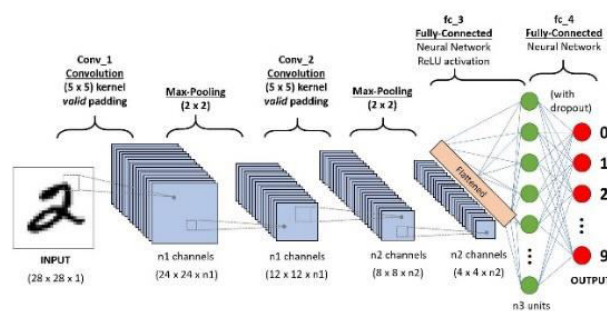 Conv_1
Convolution
(5 x 5) kernel
valid padding
Max-Pooling
(2 x 2)
Conv_2
Convolution
(5 x 5) kernel
valid padding
Max-Pooling
(2 x 2)
fc_3
Fully-Connected
Neural Network
ReLU activation
fc_4
Fully-Connected
Neural Network
(with
dropout)
Flattened
0
1
2
9
INPUT
(28 x 28 x 1)
n1 channels
(24 x 24 x n1)
n1 channels
(12 x 12 x n1)
n2 channels
(8 x 8 x n2)
n2 channels
(4 x 4 x n2)
n3 units
OUTPUT
2